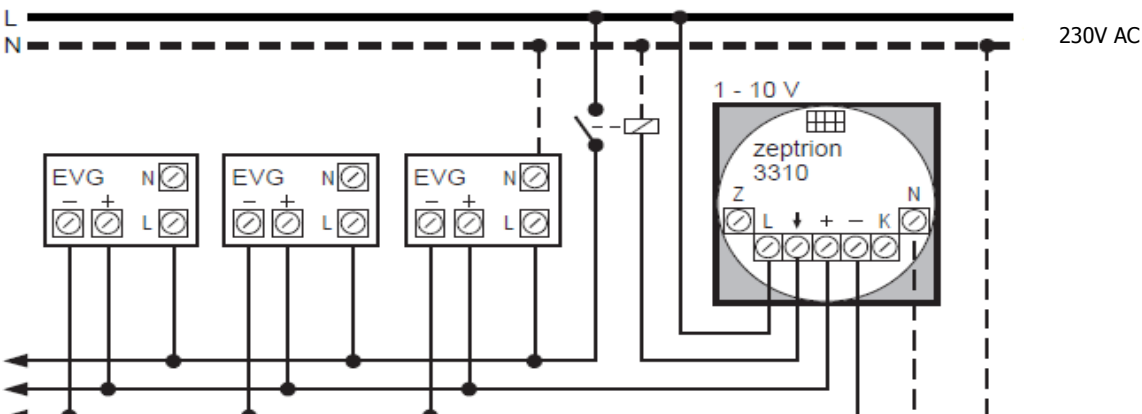 L
N
230V AC
1 - 10 V
zeptrion
3310
Z
N
L ↓ + − K
EVG N
− +
L
EVG N
− +
L
EVG N
− +
L